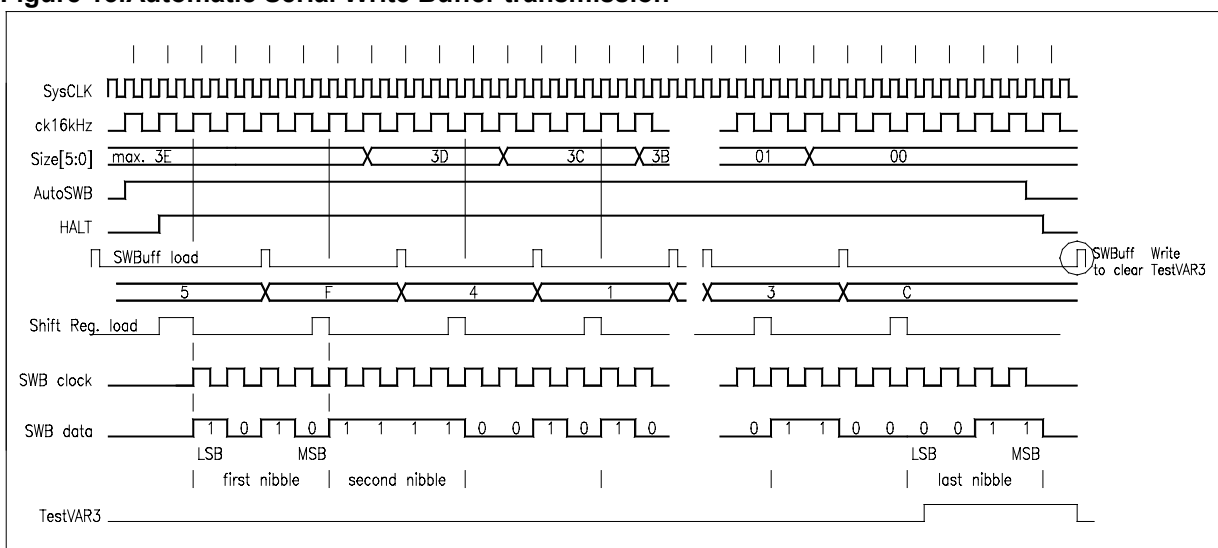 Figure 16.Automatic Serial Write Buffer transmission
SysCLK
ck16kHz
Size[5:0] max. 3E 3D 3C 3B 01 00
AutoSWB
HALT
SWBuff load SWBuff Write
to clear TestVAR3
5 F 4 1 3 C
Shift Reg. load
SWB clock
SWB data 1 0 1 0 1 1 1 1 0 0 1 0 1 0 0 1 1 0 0 0 0 1 1
LSB MSB LSB MSB
first nibble second nibble last nibble
TestVAR3